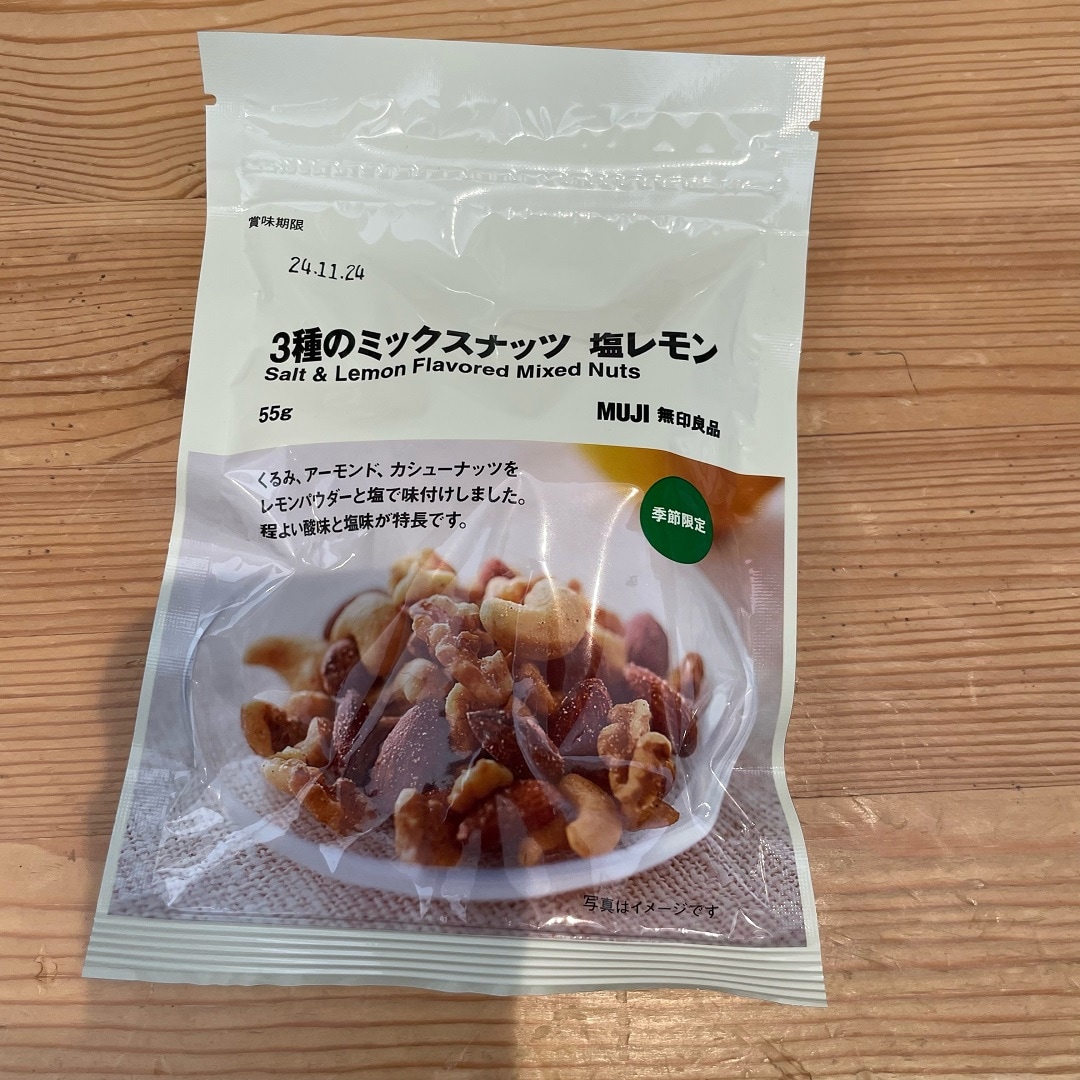 賞味期限
24.11.24
3種のミックスナッツ 塩レモン
Salt & Lemon Flavored Mixed Nuts
55g
MUJI 無印良品
くるみ、アーモンド、カシューナッツを
レモンパウダーと塩で味付けしました。
程よい酸味と塩味が特長です。
季節限定
写真はイメージです